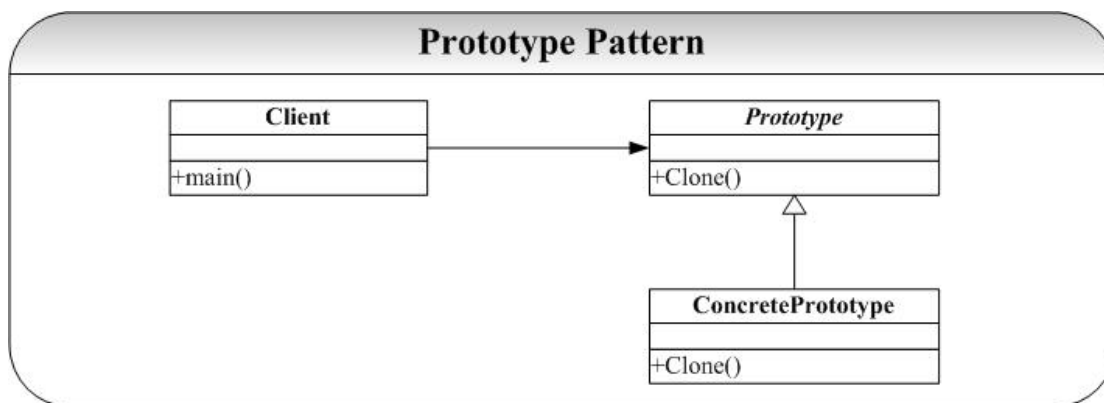 Prototype Pattern
Client
+main()
Prototype
+Clone()
ConcretePrototype
+Clone()